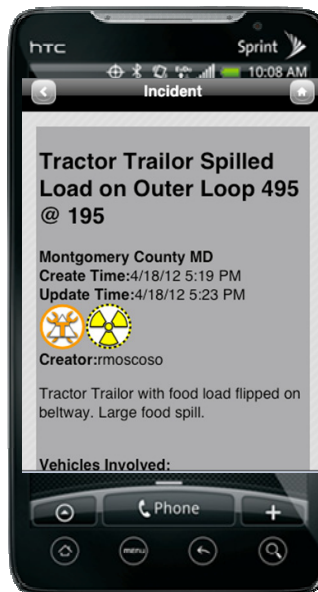 hTC
Sprint
10:08 AM
Incident
Tractor Trailor Spilled
Load on Outer Loop 495
@ 195
Montgomery County MD
Create Time:4/18/12 5:19 PM
Update Time:4/18/12 5:23 PM
Creator:rmoscoso
Tractor Trailor with food load flipped on
beltway. Large food spill.
Vehicles Involved:
Phone
menu